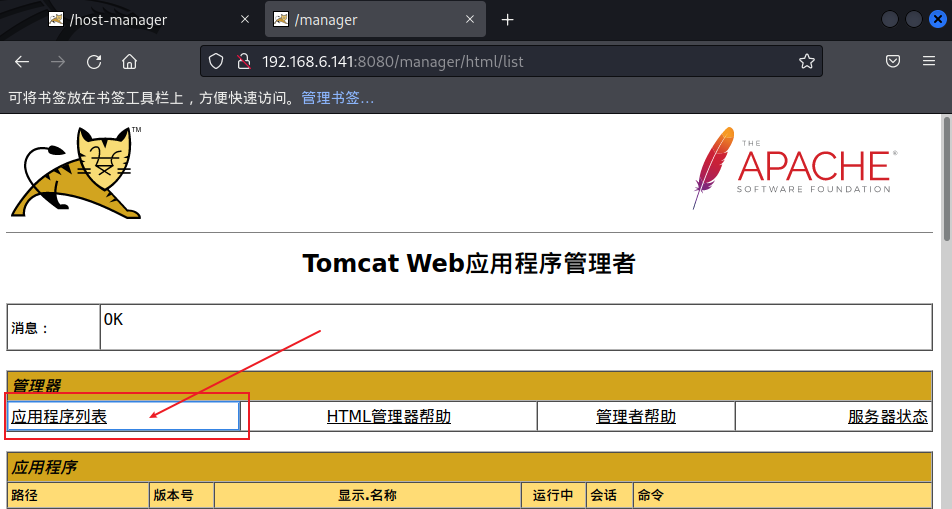 /host-manager
/manager
192.168.6.141:8080/manager/html/list
可将书签放在书签工具栏上，方便快速访问。管理书签…
TM
THE
APACHE®
SOFTWARE FOUNDATION
Tomcat Web应用程序管理者
消息： OK
管理器
应用程序列表 HTML管理器帮助 管理者帮助 服务器状态
应用程序
路径 版本号 显示.名称 运行中 会话 命令